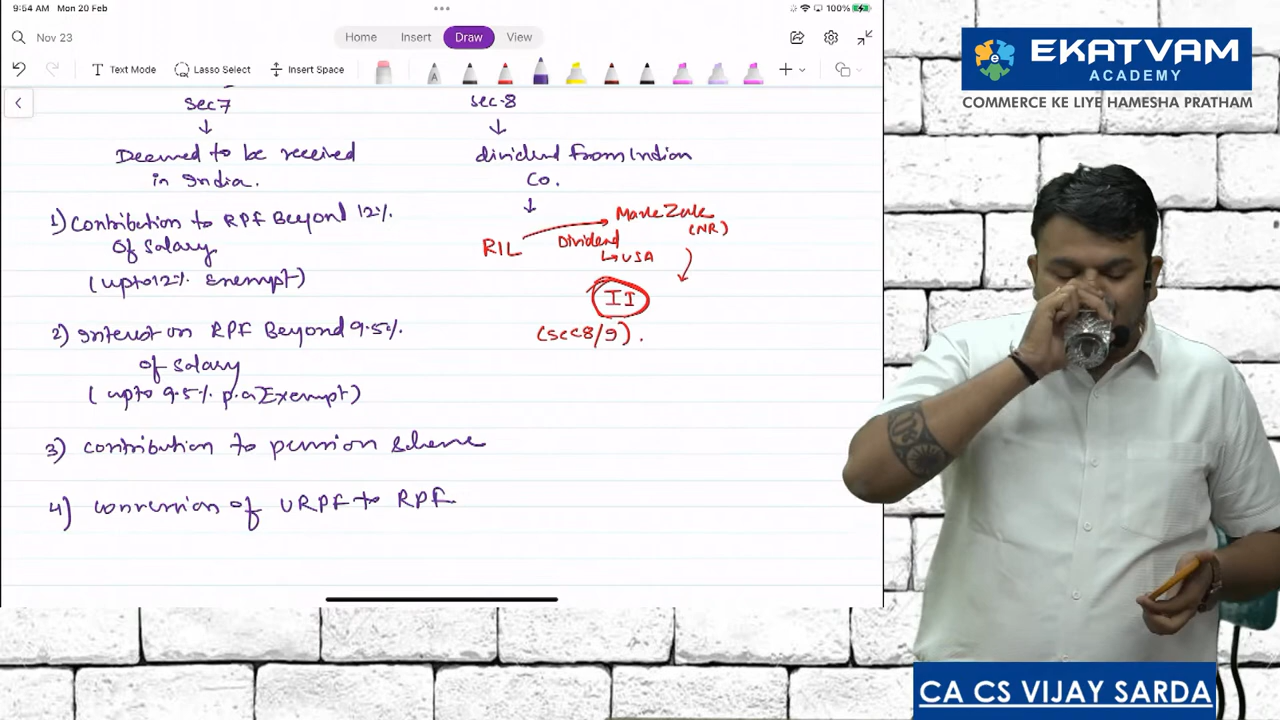 9:54 AM Mon 20 Feb
100%
Nov 23
Home Insert Draw View
Text Mode Lasso Select Insert Space
Sec 7
Deemed to be received
in India.
1) Contribution to RPF Beyond 12%.
Of Salary
(upto 12% Exempt)
2) Interest on RPF Beyond 9.5%.
of salary
(upto 9.5% p.a Exempt)
3) contribution to pension scheme
4) conversion of URPF to RPF
Sec-8
dividend from Indian
Co.
Mark Zuk
(NR)
RIL
Dividend
USA
II
(sec 8/9).
EKATVAM
ACADEMY
COMMERCE KE LIYE HAMESHA PRATHAM
CA CS VIJAY SARDA